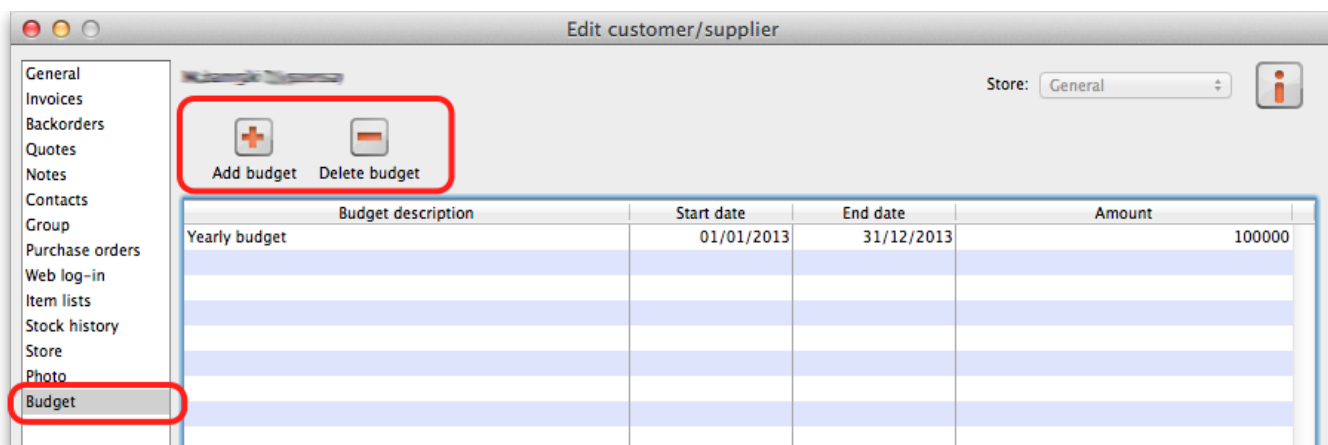 Edit customer/supplier
General
Invoices
Backorders
Quotes
Notes
Contacts
Group
Purchase orders
Web log-in
Item lists
Stock history
Store
Photo
Budget
Store: General
Add budget Delete budget
Budget description Start date End date Amount
Yearly budget 01/01/2013 31/12/2013 100000